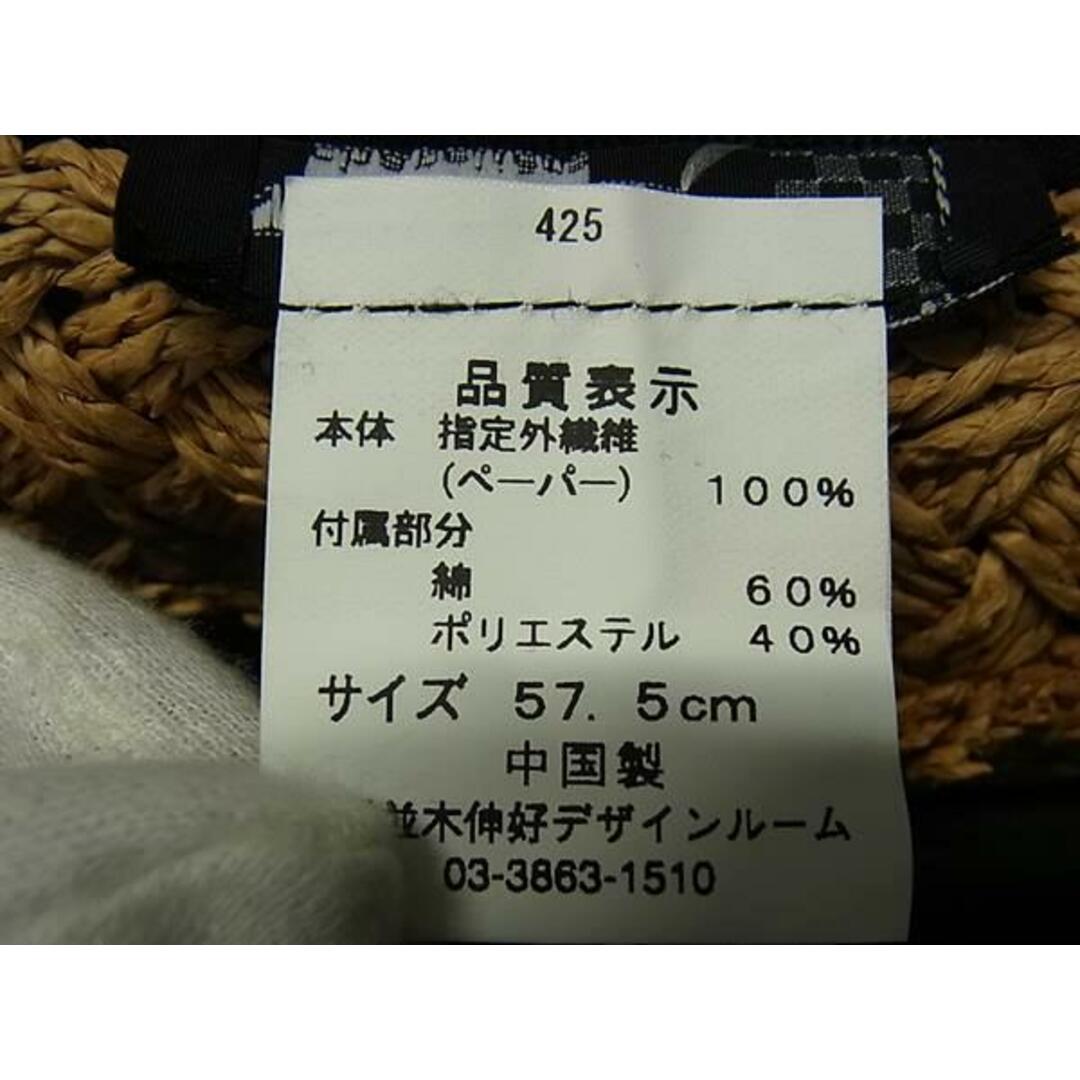 425
品質表示
本体 指定外繊維
(ペーパー) 100%
付属部分
綿 60%
ポリエステル 40%
サイズ 57.5cm
中国製
並木伸好デザインルーム
03-3863-1510